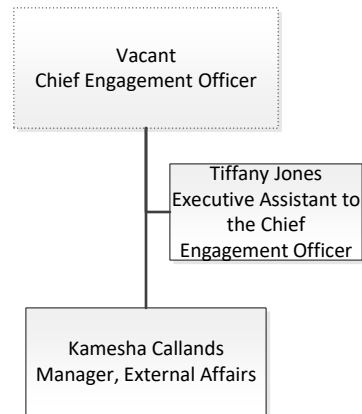 Vacant
Chief Engagement Officer
Tiffany Jones
Executive Assistant to
the Chief
Engagement Officer
Kamesha Callands
Manager, External Affairs